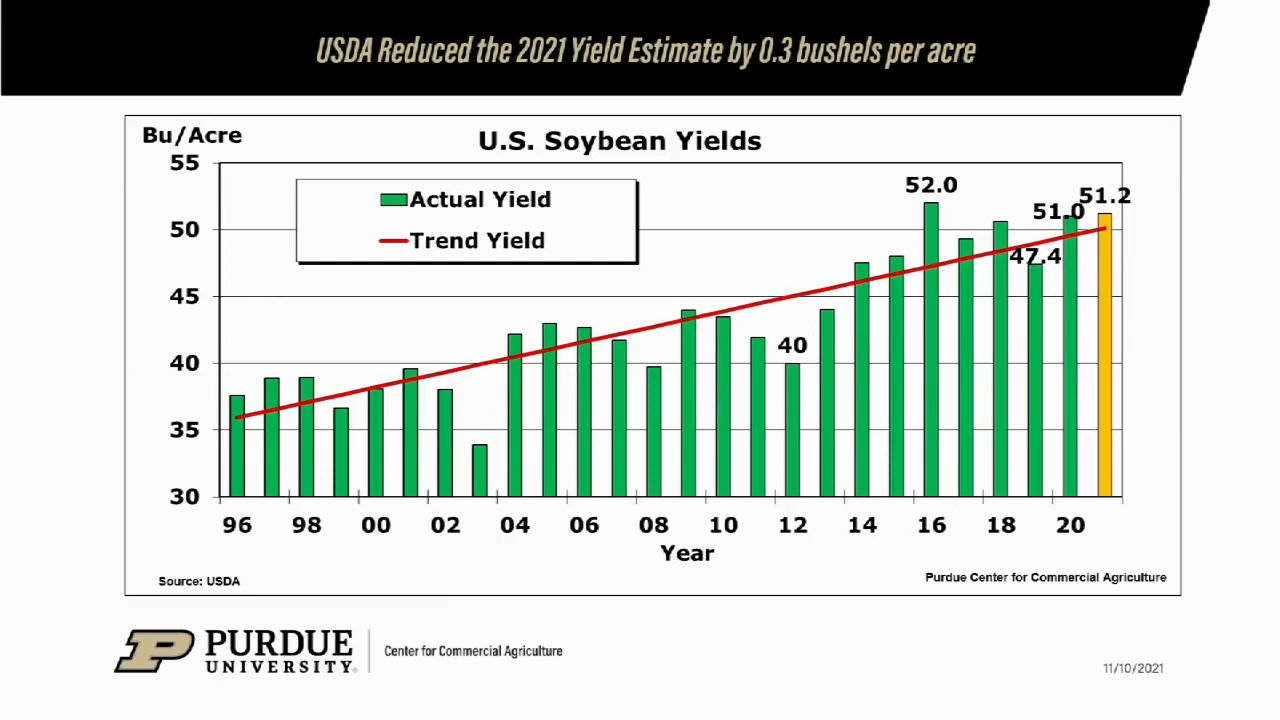 USDA Reduced the 2021 Yield Estimate by 0.3 bushels per acre
Bu/Acre
U.S. Soybean Yields
55
50
45
40
35
30
Actual Yield
Trend Yield
40
52.0
47.4
51.0
51.2
96 98 00 02 04 06 08 10 12 14 16 18 20
Year
Source: USDA
Purdue Center for Commercial Agriculture
P PURDUE
UNIVERSITY®
Center for Commercial Agriculture
11/10/2021